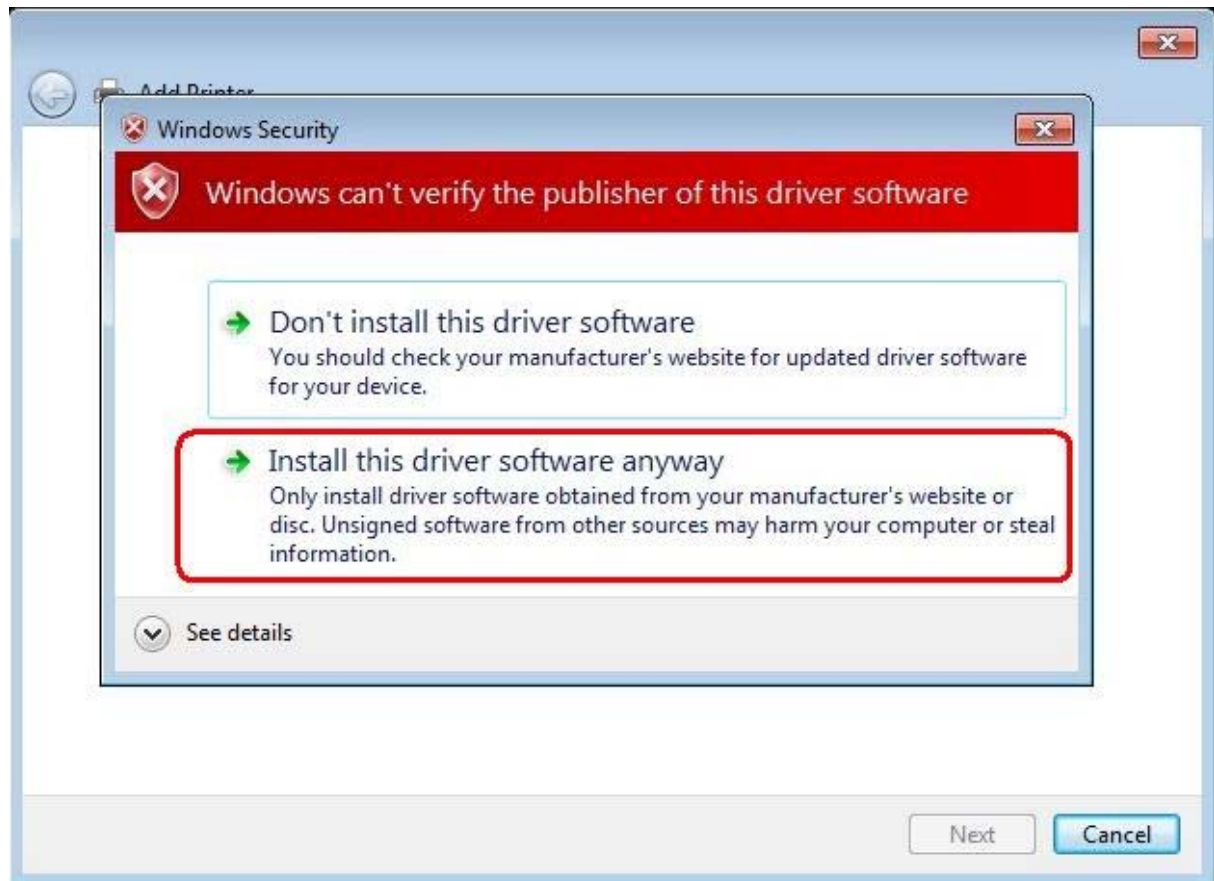 Add Printer
Windows Security
Windows can't verify the publisher of this driver software
Don't install this driver software
You should check your manufacturer's website for updated driver software
for your device.
Install this driver software anyway
Only install driver software obtained from your manufacturer's website or
disc. Unsigned software from other sources may harm your computer or steal
information.
See details
Next
Cancel